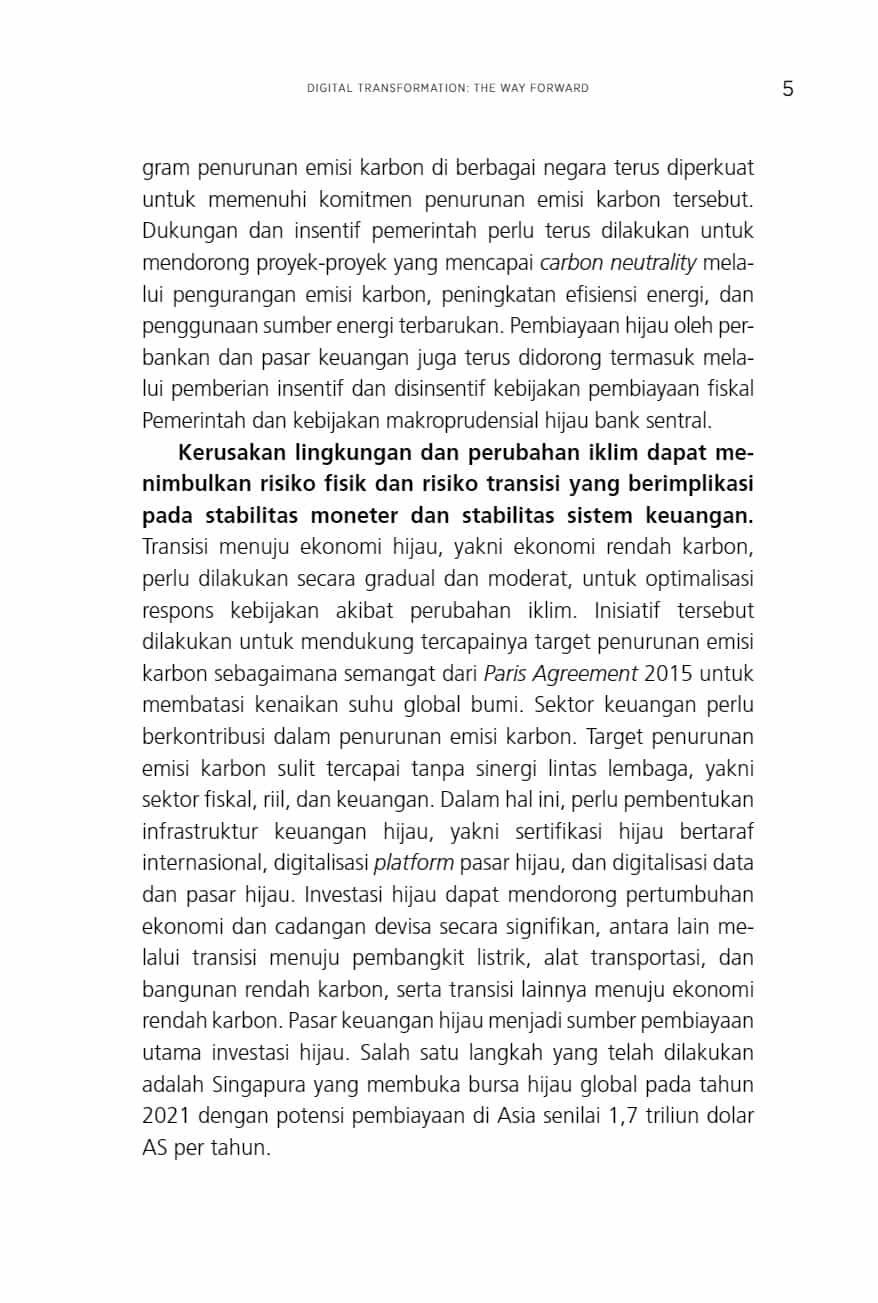 DIGITAL TRANSFORMATION: THE WAY FORWARD
5
gram penurunan emisi karbon di berbagai negara terus diperkuat
untuk memenuhi komitmen penurunan emisi karbon tersebut.
Dukungan dan insentif pemerintah perlu terus dilakukan untuk
mendorong proyek-proyek yang mencapai carbon neutrality mela-
lui pengurangan emisi karbon, peningkatan efisiensi energi, dan
penggunaan sumber energi terbarukan. Pembiayaan hijau oleh per-
bankan dan pasar keuangan juga terus didorong termasuk mela-
lui pemberian insentif dan disinsentif kebijakan pembiayaan fiskal
Pemerintah dan kebijakan makroprudensial hijau bank sentral.
Kerusakan lingkungan dan perubahan iklim dapat me-
nimbulkan risiko fisik dan risiko transisi yang berimplikasi
pada stabilitas moneter dan stabilitas sistem keuangan.
Transisi menuju ekonomi hijau, yakni ekonomi rendah karbon,
perlu dilakukan secara gradual dan moderat, untuk optimalisasi
respons kebijakan akibat perubahan iklim. Inisiatif tersebut
dilakukan untuk mendukung tercapainya target penurunan emisi
karbon sebagaimana semangat dari Paris Agreement 2015 untuk
membatasi kenaikan suhu global bumi. Sektor keuangan perlu
berkontribusi dalam penurunan emisi karbon. Target penurunan
emisi karbon sulit tercapai tanpa sinergi lintas lembaga, yakni
sektor fiskal, riil, dan keuangan. Dalam hal ini, perlu pembentukan
infrastruktur keuangan hijau, yakni sertifikasi hijau bertaraf
internasional, digitalisasi platform pasar hijau, dan digitalisasi data
dan pasar hijau. Investasi hijau dapat mendorong pertumbuhan
ekonomi dan cadangan devisa secara signifikan, antara lain me-
lalui transisi menuju pembangkit listrik, alat transportasi, dan
bangunan rendah karbon, serta transisi lainnya menuju ekonomi
rendah karbon. Pasar keuangan hijau menjadi sumber pembiayaan
utama investasi hijau. Salah satu langkah yang telah dilakukan
adalah Singapura yang membuka bursa hijau global pada tahun
2021 dengan potensi pembiayaan di Asia senilai 1,7 triliun dolar
AS per tahun.